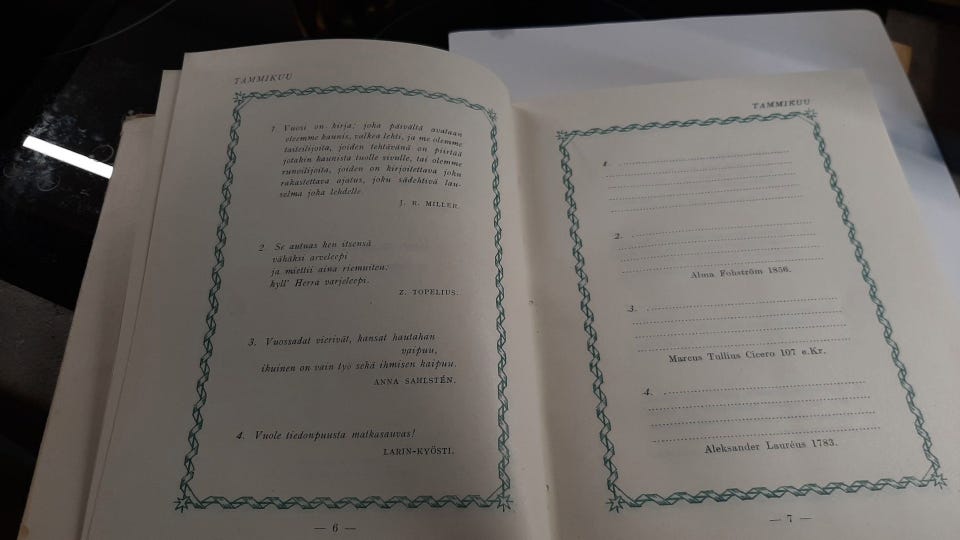 TAMMIKUU
1 Vuosi on kirja; joka päivältä avataan
eteemme kaunis, valkea lehti, ja me olemme
taiteilijoita, joiden tehtävänä on piirtää
jotakin kaunista tuolle sivulle, tai olemme
runoilijoita, joiden on kirjoitettava joku
rakastettava ajatus, joku sädehtivä lau-
selma joka lehdelle.
J. R. MILLER.
2 Se autuas ken itsensä
vähäksi arveleepi
ja miettii aina riemuiten:
kyll' Herra varjeleepi.
Z. TOPELIUS.
3. Vuossadat vierivät, kansat hautahan
vaipuu,
ikuinen on vain työ sekä ihmisen kaipuu.
ANNA SAHLSTÉN.
4. Vuole tiedonpuusta matkasauvas!
LARIN-KYÖSTI.
— 6 —
TAMMIKUU
1.
2.
Alma Fohström 1856.
3.
Marcus Tullius Cicero 107 e.Kr.
4.
Aleksander Lauréus 1783.
— 7 —